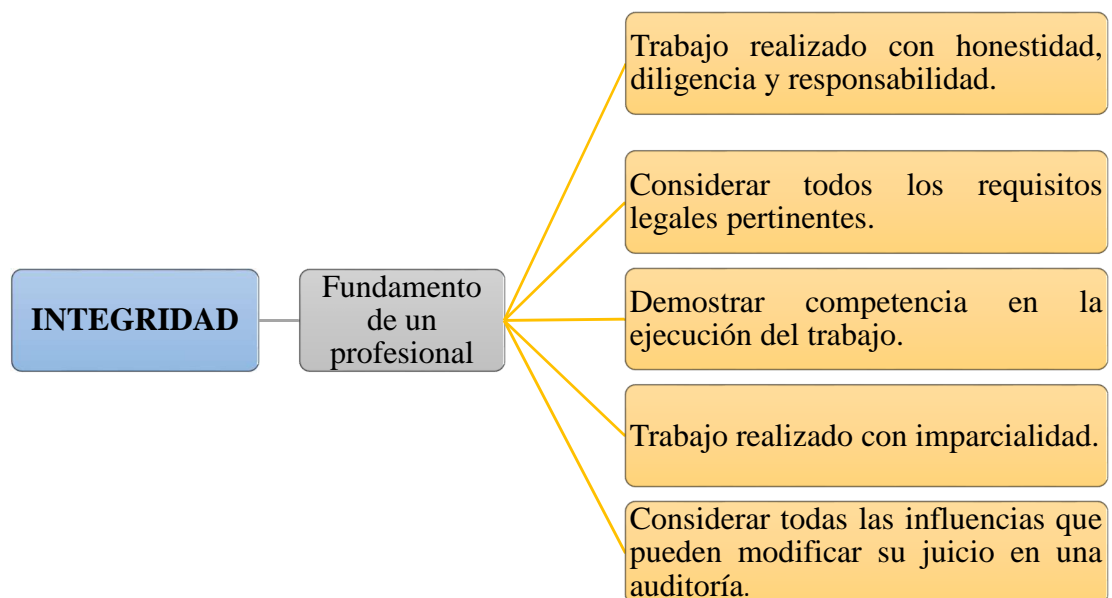 INTEGRIDAD
Fundamento
de un
profesional
Trabajo realizado con honestidad,
diligencia y responsabilidad.
Considerar todos los requisitos
legales pertinentes.
Demostrar competencia en la
ejecución del trabajo.
Trabajo realizado con imparcialidad.
Considerar todas las influencias que
pueden modificar su juicio en una
auditoría.